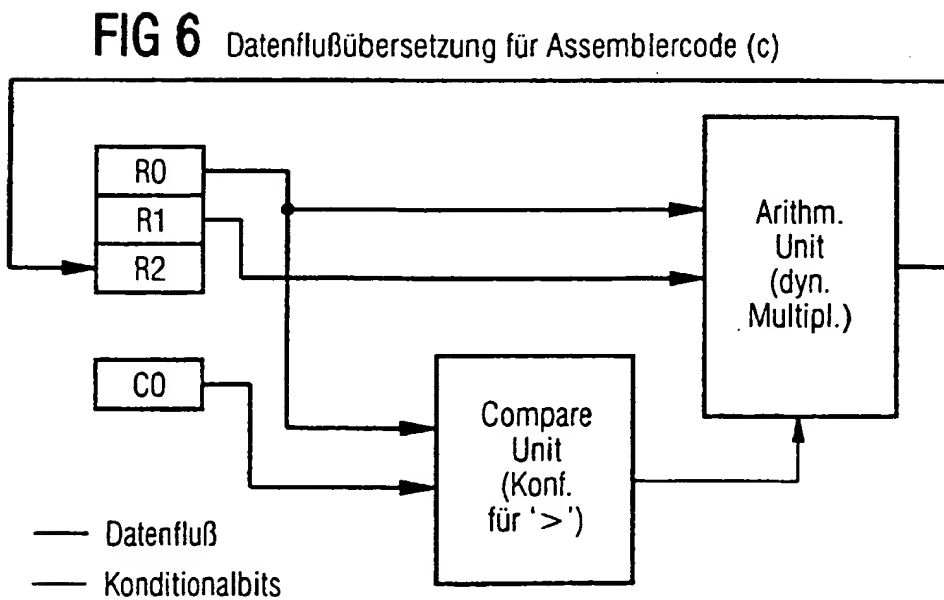 FIG 6 Datenflußübersetzung für Assemblercode (c)
R0
R1
R2
C0
Arithm.
Unit
(dyn.
Multipl.)
Compare
Unit
(Konf.
für '>')
Datenfluß
Konditionalbits